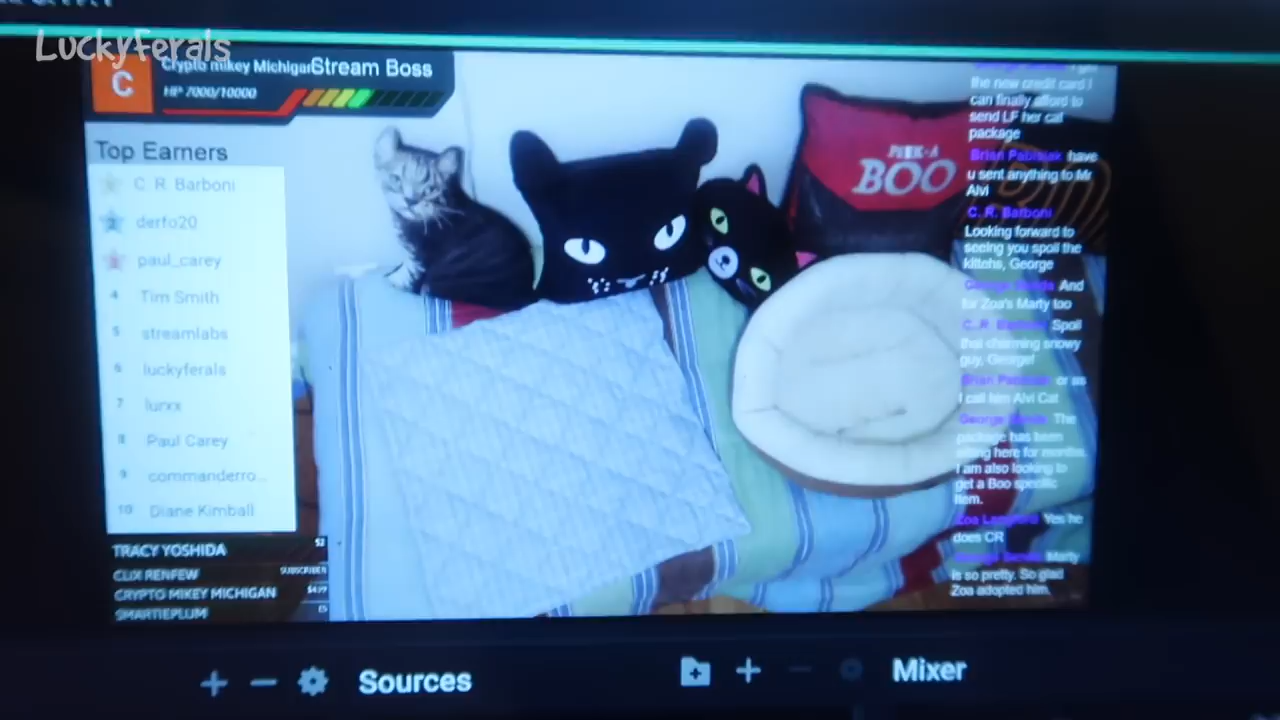 LuckyFerals
Crypto mikey Michigan
Stream Boss
C
HP 7000/10000
Top Earners
C. R. Barboni
2 derfo20
3 paul_carey
4 Tim Smith
5 streamlabs
6 luckyferals
7 lurxx
8 Paul Carey
9 commanderro...
10 Diane Kimball
TRACY YOSHIDA
CLIX RENFEW SUBSCRIBER
CRYPTO MIKEY MICHIGAN
SMARTIEPLUM
PEEK-A
BOO
the new credit card I
can finally afford to
send LF her cat
package
Brian Pabisiak have
u sent anything to Mr
Alvi
C. R. Barboni
Looking forward to
seeing you spoil the
kittehs, George
And
for Zoa's Marty too
C. R. Barboni Spoil
that charming snowy
guy, George!
Brian Pabisiak or as
I call him Alvi Cat
The
package has been
sitting here for months.
I am also looking to
get a Boo specific
item.
Yes he
does CR
Marty
is so pretty. So glad
Zoa adopted him.
Sources
Mixer